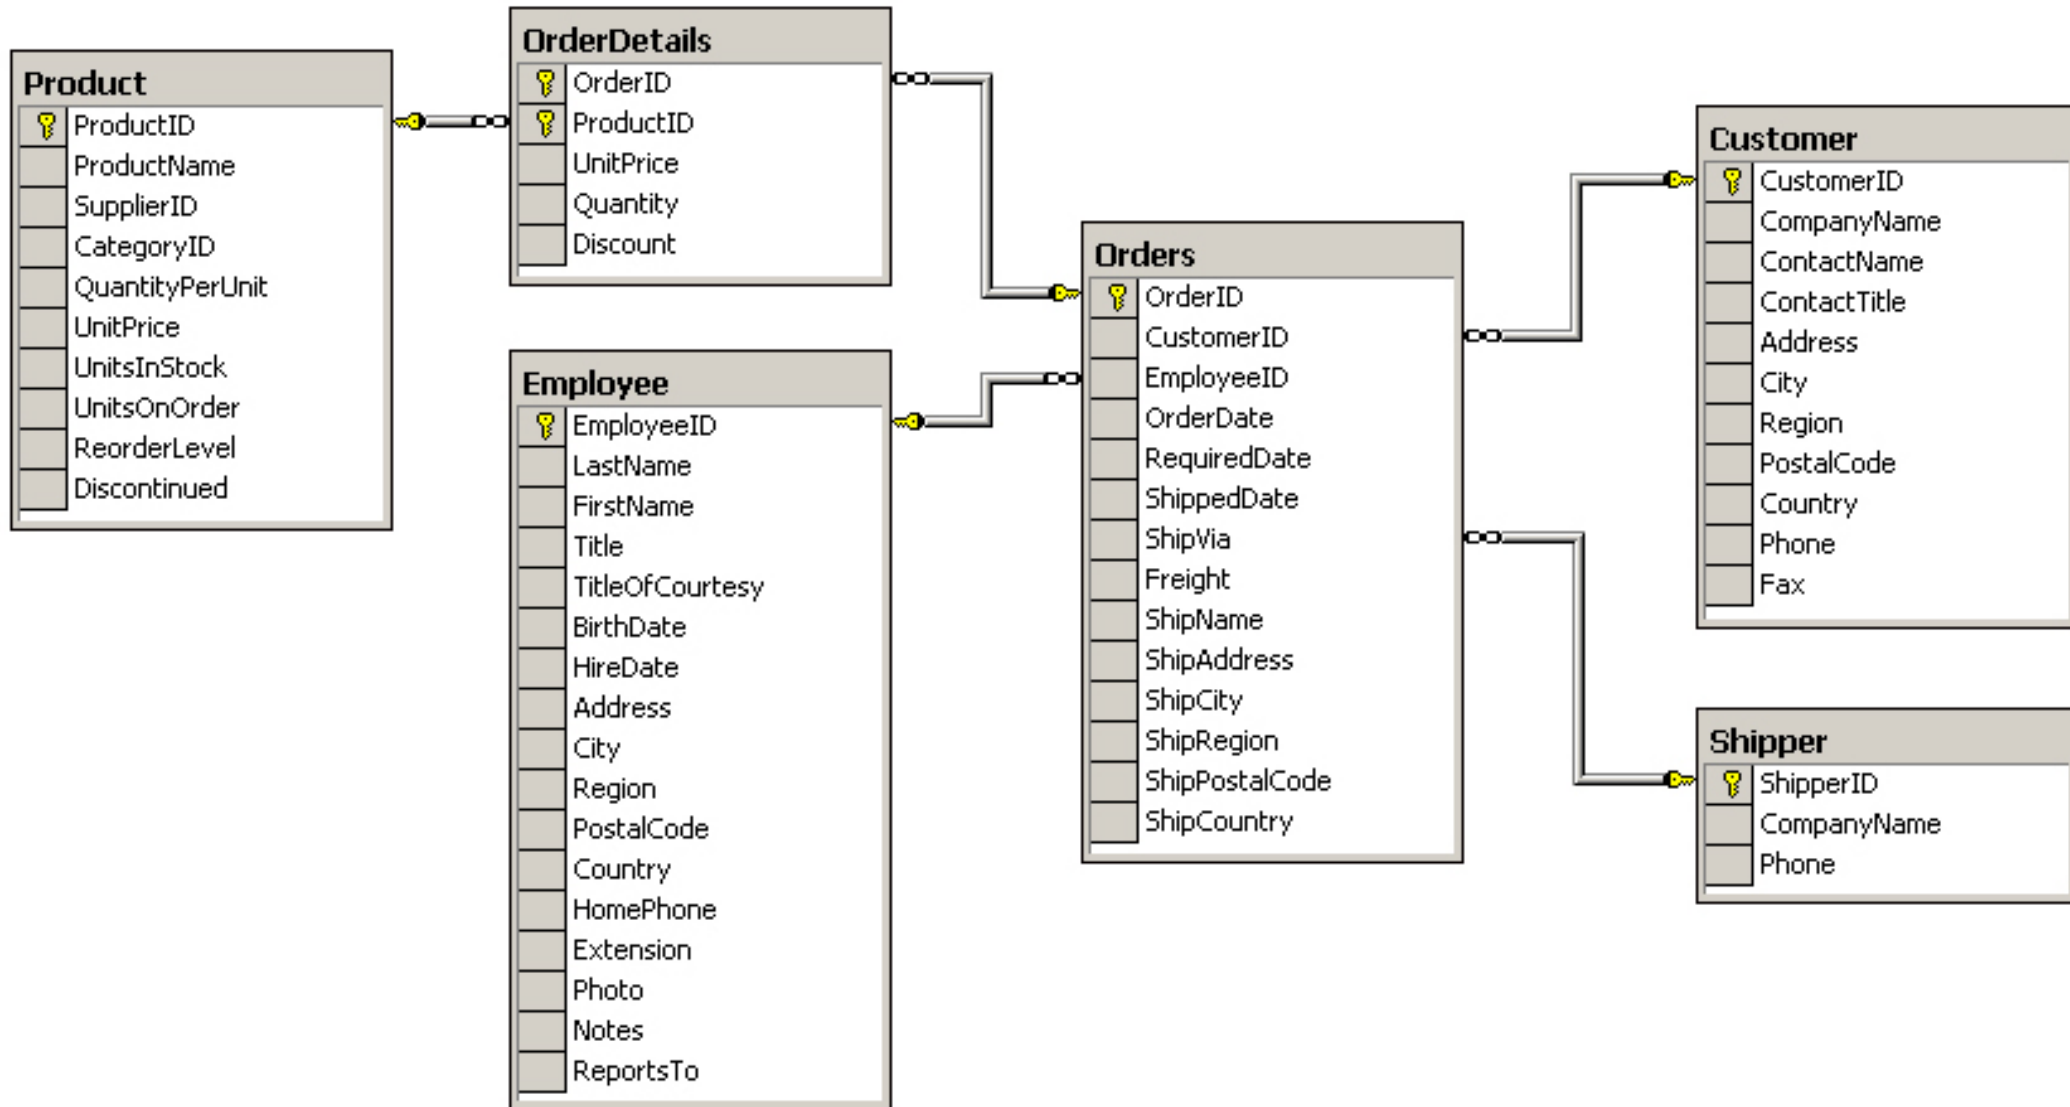 Product
ProductID
ProductName
SupplierID
CategoryID
QuantityPerUnit
UnitPrice
UnitsInStock
UnitsOnOrder
ReorderLevel
Discontinued
OrderDetails
OrderID
ProductID
UnitPrice
Quantity
Discount
Employee
EmployeeID
LastName
FirstName
Title
TitleOfCourtesy
BirthDate
HireDate
Address
City
Region
PostalCode
Country
HomePhone
Extension
Photo
Notes
ReportsTo
Orders
OrderID
CustomerID
EmployeeID
OrderDate
RequiredDate
ShippedDate
ShipVia
Freight
ShipName
ShipAddress
ShipCity
ShipRegion
ShipPostalCode
ShipCountry
Customer
CustomerID
CompanyName
ContactName
ContactTitle
Address
City
Region
PostalCode
Country
Phone
Fax
Shipper
ShipperID
CompanyName
Phone